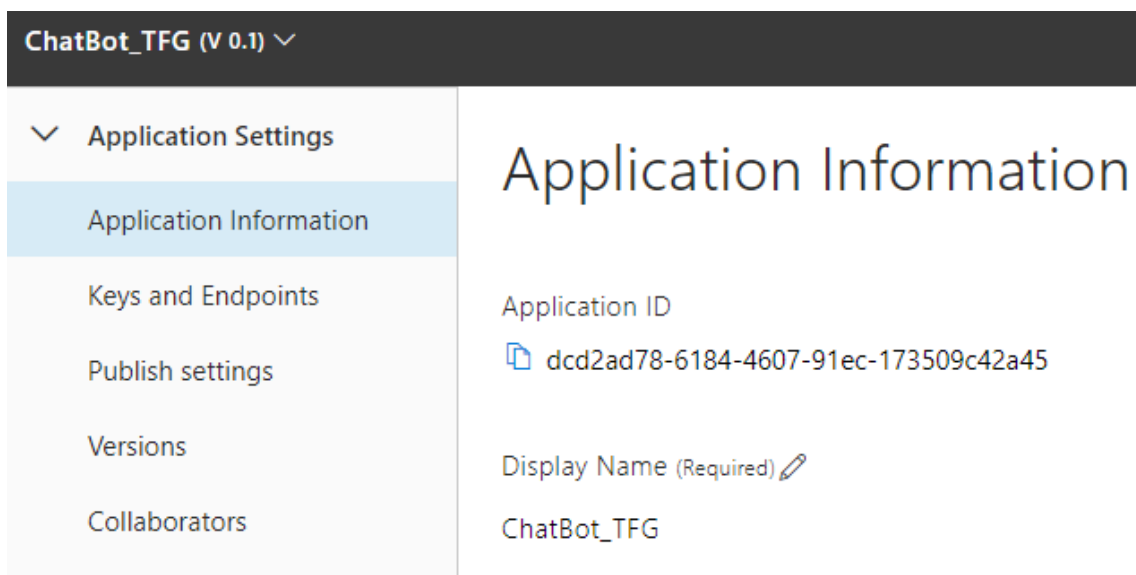 ChatBot_TFG (V 0.1)
Application Settings
Application Information
Keys and Endpoints
Publish settings
Versions
Collaborators
Application Information
Application ID
dcd2ad78-6184-4607-91ec-173509c42a45
Display Name (Required)
ChatBot_TFG